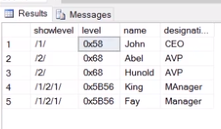 Results Messages
showlevel level name designati...
1 /1/ 0x58 John CEO
2 /2/ 0x68 Abel AVP
3 /2/ 0x68 Hunold AVP
4 /1/2/1/ 0x5B56 King MAnager
5 /1/2/1/ 0x5B56 Fay Manager